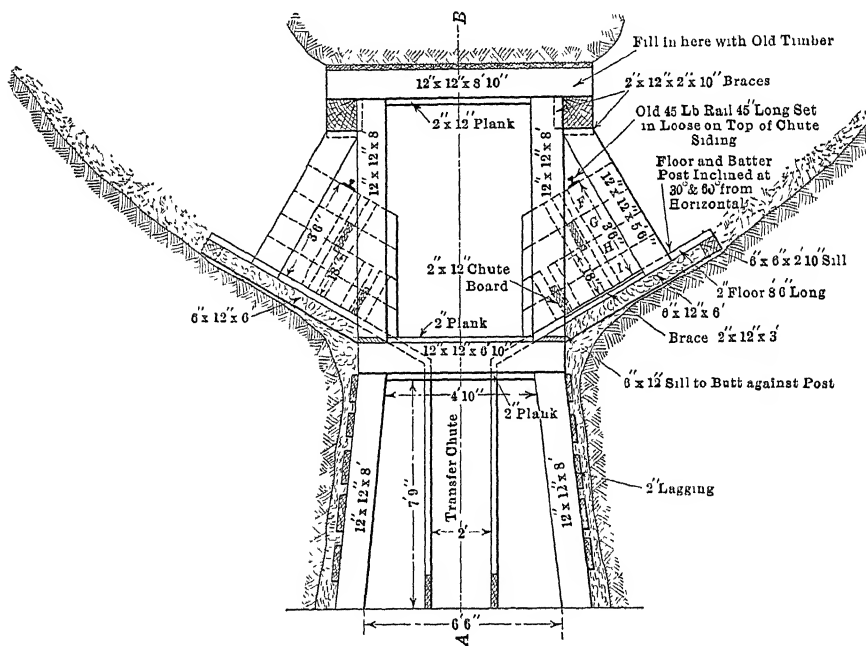 B
Fill in here with Old Timber
12"x 12"x 8' 10"
2"x 12"x 2'x 10" Braces
2"x 12" Plank
Old 45 Lb Rail 45" Long Set
in Loose on Top of Chute
Siding
12"x 12"x 8'
12"x 12"x 8'
Floor and Batter
Post Inclined at
30° & 60° from
Horizontal
12"x 12"x 5'6"
3'6"
18"
F
G
H
3'6"
18"
6"x 6"x 2'10" Sill
2" Floor 8'6" Long
2"x 12" Chute
Board
6"x 12"x 6'
6"x 12"x 6'
2" Plank
Brace 2"x 12"x 3'
12"x 12"x 6' 10"
6"x 12" Sill to Butt against Post
4'10"
2" Plank
Transfer Chute
7'9"
12"x 12"x 8'
12"x 12"x 8'
2" Lagging
2'
6'6"
A